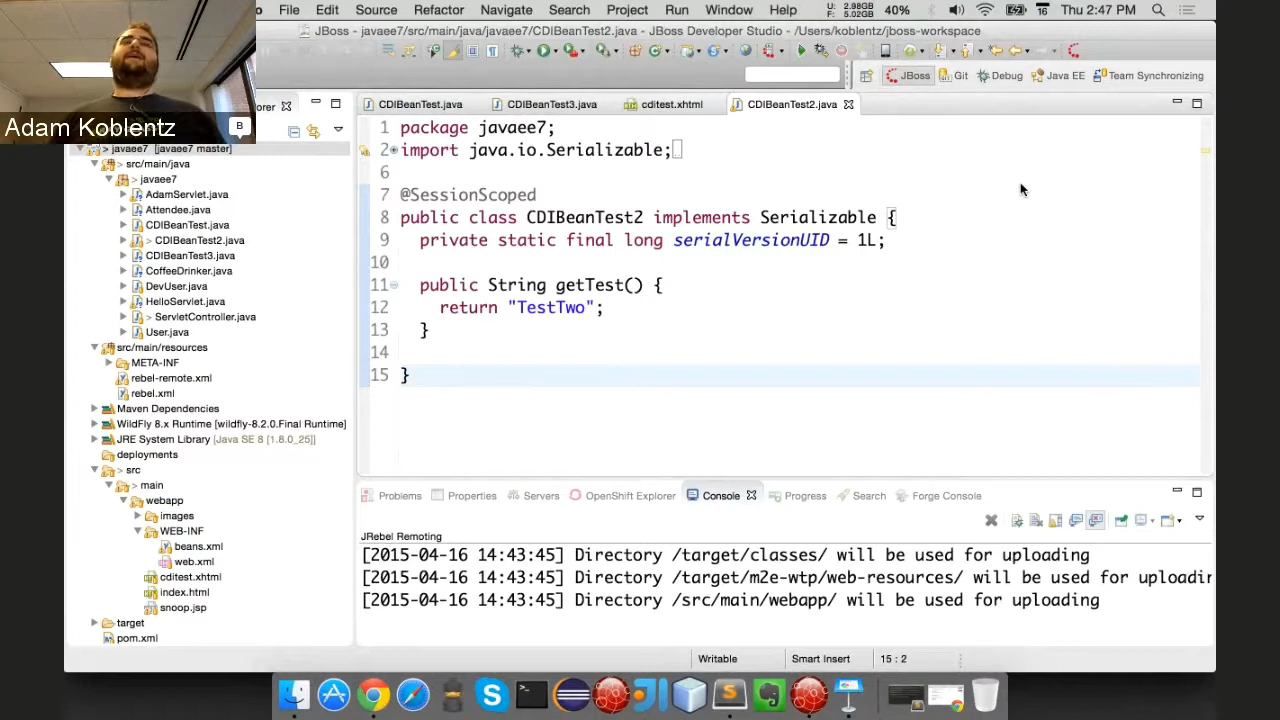 File Edit Source Refactor Navigate Search Project Run Window Help U: 2.98GB F: 5.02GB 40% 16 Thu 2:47 PM
JBoss - javaee7/src/main/java/javaee7/CDIBeanTest2.java - JBoss Developer Studio - /Users/koblentz/jboss-workspace
JBoss Git Debug Java EE Team Synchronizing
Adam Koblentz B
orer
CDIBeanTest.java CDIBeanTest3.java cditest.xhtml CDIBeanTest2.java
> javaee7 [javaee7 master]
> src/main/java
> javaee7
AdamServlet.java
Attendee.java
CDIBeanTest.java
> CDIBeanTest2.java
CDIBeanTest3.java
CoffeeDrinker.java
DevUser.java
HelloServlet.java
> ServletController.java
User.java
src/main/resources
META-INF
rebel-remote.xml
rebel.xml
Maven Dependencies
WildFly 8.x Runtime [wildfly-8.2.0.Final Runtime]
JRE System Library [Java SE 8 [1.8.0_25]]
deployments
> src
> main
webapp
images
WEB-INF
beans.xml
web.xml
cditest.xhtml
index.html
snoop.jsp
target
pom.xml
1 package javaee7;
2 import java.io.Serializable;
6
7 @SessionScoped
8 public class CDIBeanTest2 implements Serializable {
9 private static final long serialVersionUID = 1L;
10
11 public String getTest() {
12 return "TestTwo";
13 }
14
15 }
Problems Properties Servers OpenShift Explorer Console Progress Search Forge Console
JRebel Remoting
[2015-04-16 14:43:45] Directory /target/classes/ will be used for uploading
[2015-04-16 14:43:45] Directory /target/m2e-wtp/web-resources/ will be used for uploadin
[2015-04-16 14:43:45] Directory /src/main/webapp/ will be used for uploading
Writable Smart Insert 15 : 2